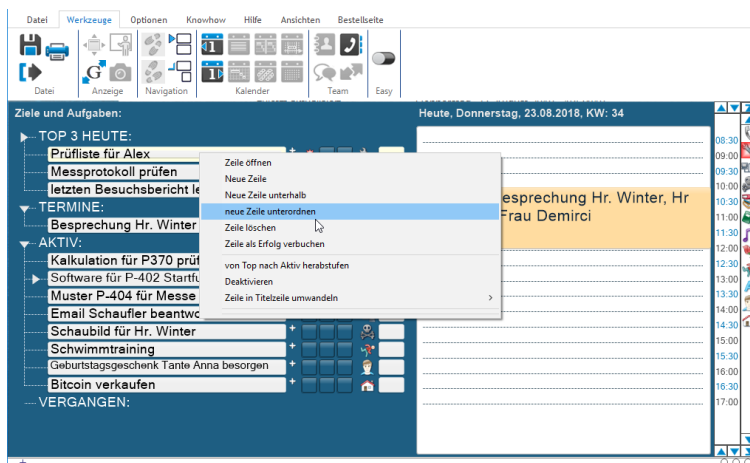 Datei Werkzeuge Optionen Knowhow Hilfe Ansichten Bestellseite
1
G 1
Datei Anzeige Navigation Kalender Team Easy
Ziele und Aufgaben:
Heute, Donnerstag, 23.08.2018, KW: 34
TOP 3 HEUTE:
Prüfliste für Alex
Messprotokoll prüfen
letzten Besuchsbericht le
TERMINE:
Besprechung Hr. Winter
AKTIV:
Kalkulation für P370 prüf
Software für P-402 Startfu
Muster P-404 für Messe
Email Schaufler beantwo
Schaubild für Hr. Winter
Schwimmtraining
Geburtstagsgeschenk Tante Anna besorgen
Bitcoin verkaufen
VERGANGEN:
Zeile öffnen
Neue Zeile
Neue Zeile unterhalb
neue Zeile unterordnen
Zeile löschen
Zeile als Erfolg verbuchen
von Top nach Aktiv herabstufen
Deaktivieren
Zeile in Titelzeile umwandeln
esprechung Hr. Winter, Hr
Frau Demirci
08:30
09:00
09:30
10:00
10:30
11:00
11:30
12:00
12:30
13:00
13:30
14:00
14:30
15:00
15:30
16:00
16:30
17:00